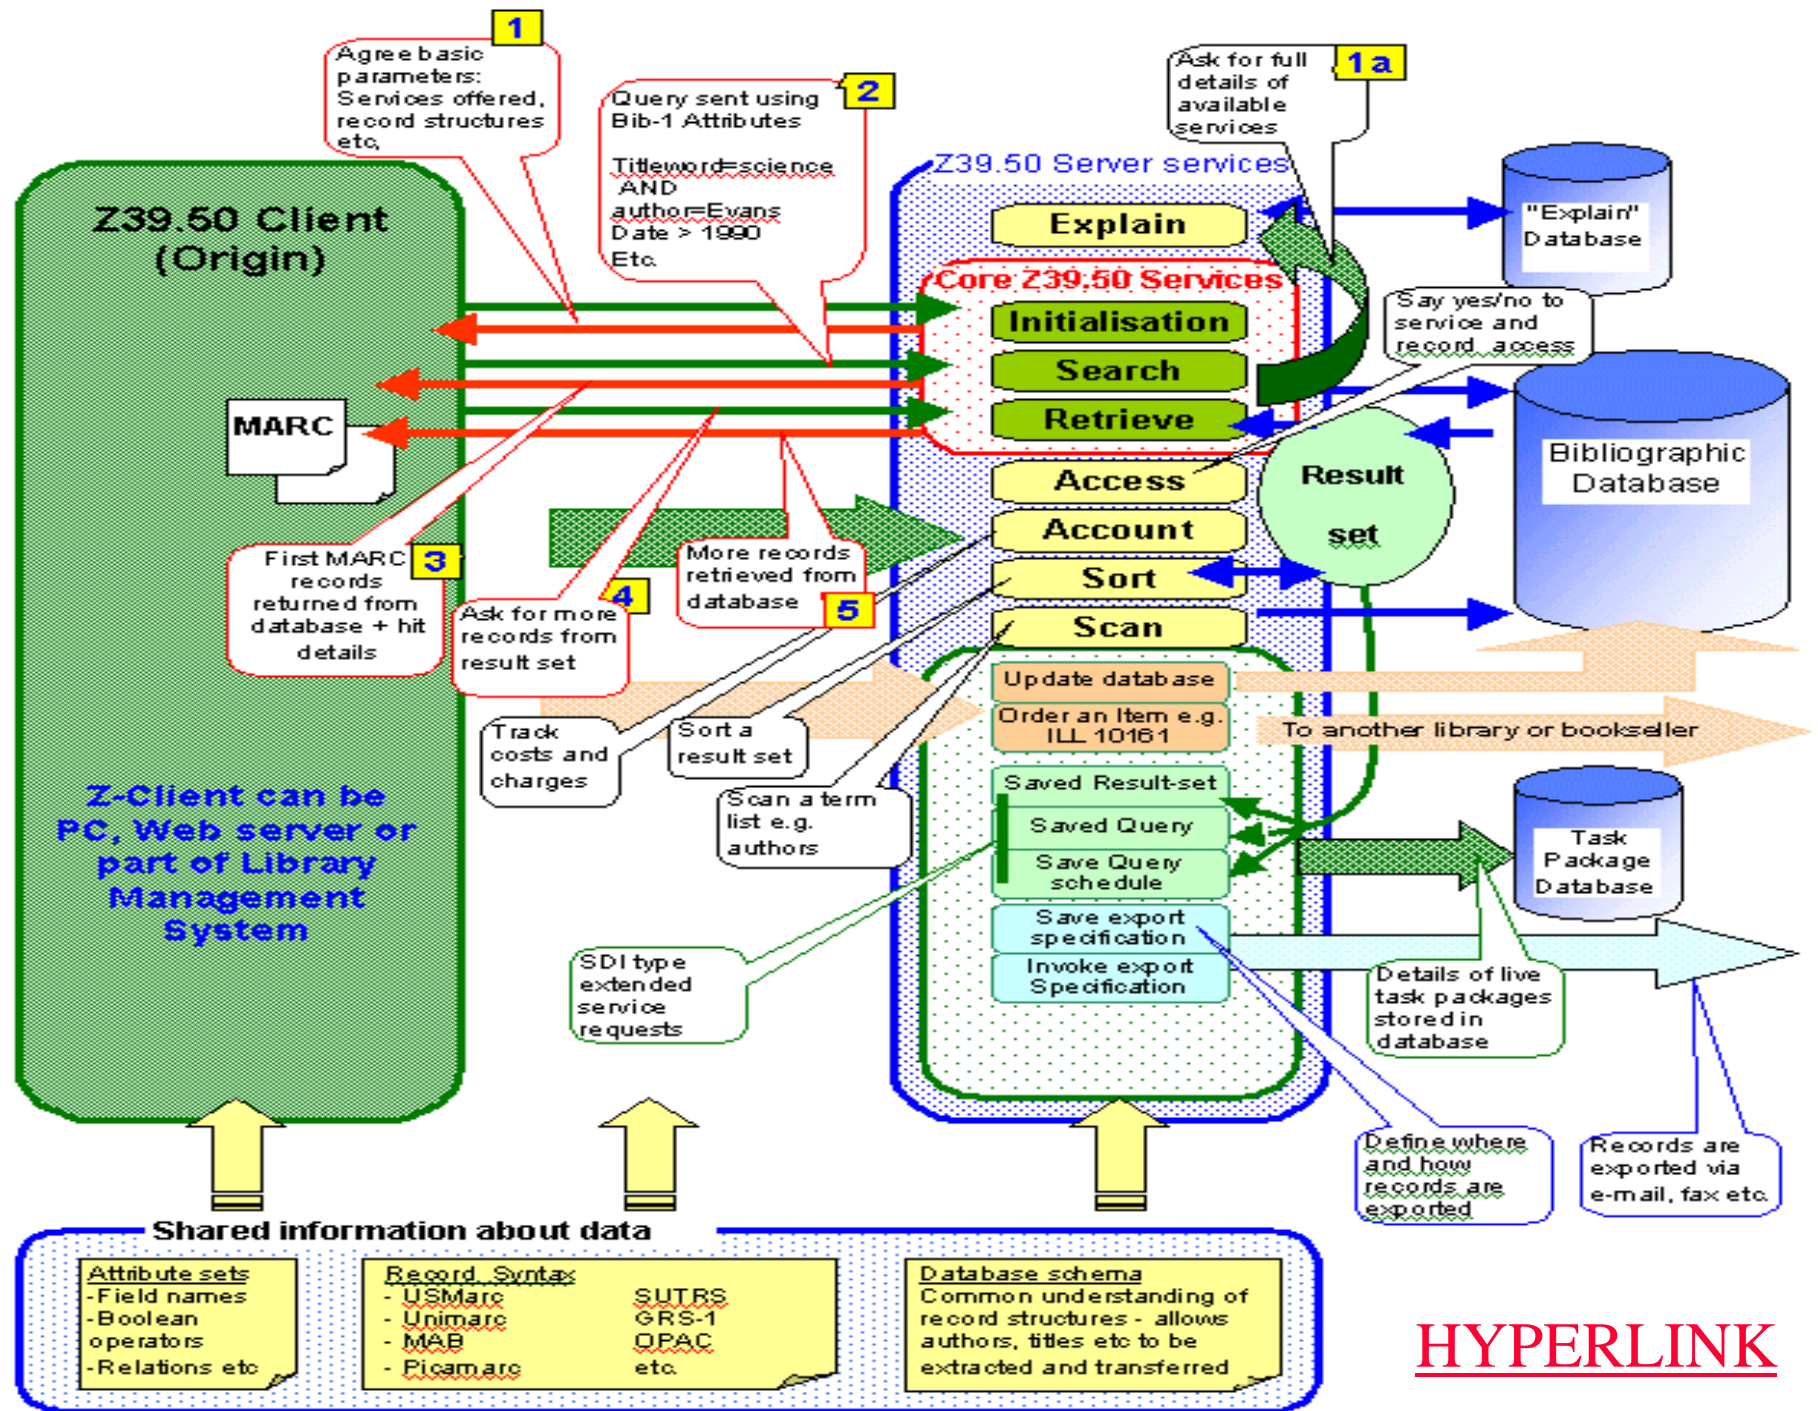 1
Agree basic
parameters:
Services offered,
record structures
etc,
2
Query sent using
Bib-1 Attributes
Titleword=science
AND
author=Evans
Date > 1990
Etc.
1a
Ask for full
details of
available
services
Z39.50 Client
(Origin)
Z39.50 Server services
Explain
"Explain"
Database
Core Z39.50 Services
Initialisation
Search
Retrieve
Say yes/no to
service and
record access
MARC
Access
Account
Sort
Scan
Result
set
Bibliographic
Database
3
First MARC
records
returned from
database + hit
details
4
Ask for more
records from
result set
More records
retrieved from
database
5
Update database
Order an Item e.g.
ILL 10161
To another library or bookseller
Track
costs and
charges
Sort a
result set
Scan a term
list e.g.
authors
Saved Result-set
Saved Query
Save Query
schedule
Save export
specification
Invoke export
Specification
Task
Package
Database
Z-Client can be
PC, Web server or
part of Library
Management
System
SDI type
extended
service
requests
Details of live
task packages
stored in
database
Define where
and how
records are
exported
Records are
exported via
e-mail, fax etc.
Shared information about data
Attribute sets
-Field names
-Boolean
operators
-Relations etc
Record Syntax
- USMarc SUTRS
- Unimarc GRS-1
- MAB OPAC
- Picamarc etc.
Database schema
Common understanding of
record structures - allows
authors, titles etc to be
extracted and transferred
HYPERLINK